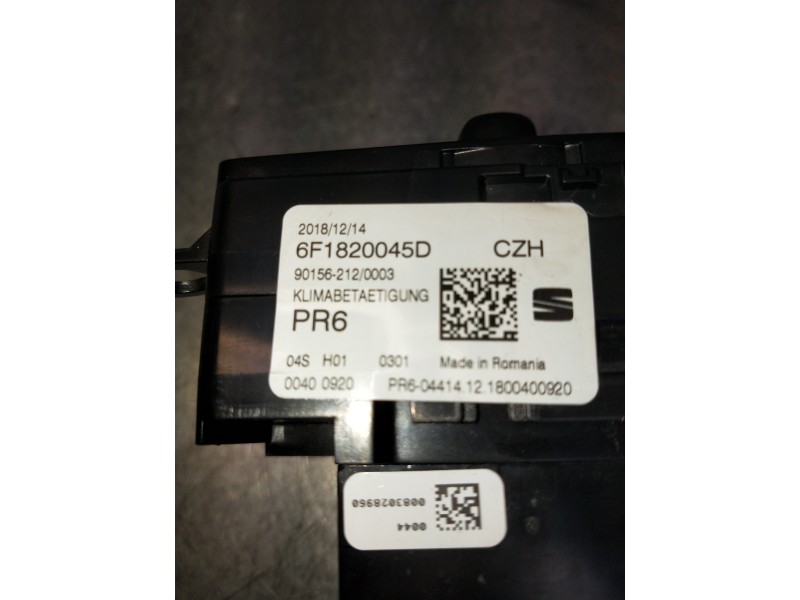 2018/12/14
6F1820045D CZH
90156-212/0003
KLIMABETAETIGUNG
PR6
04S H01 0301 Made in Romania
0040 0920 PR6-04414.12.1800400920
0044
00830028960